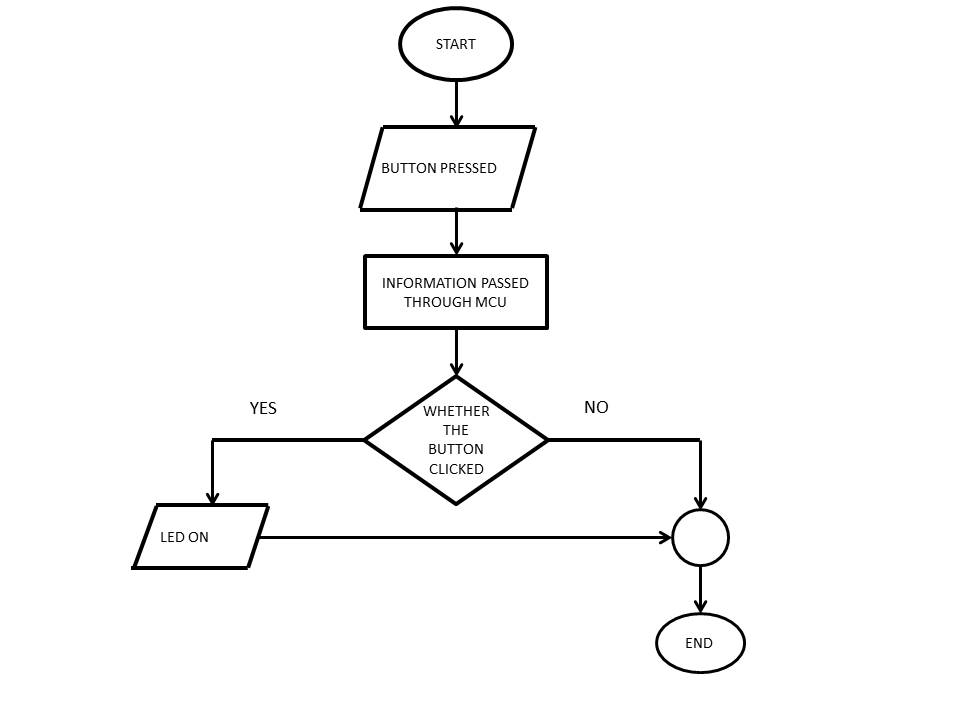 START
BUTTON PRESSED
INFORMATION PASSED
THROUGH MCU
WHETHER
THE
BUTTON
CLICKED
YES
NO
LED ON
END